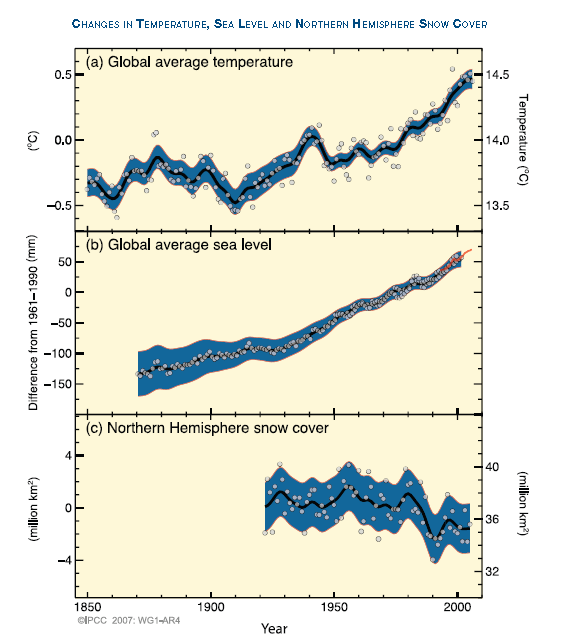 Changes in Temperature, Sea Level and Northern Hemisphere Snow Cover
(a) Global average temperature
0.5
0.0
−0.5
(°C)
14.5
14.0
13.5
Temperature (°C)
(b) Global average sea level
50
0
−50
−100
−150
Difference from 1961–1990 (mm)
(c) Northern Hemisphere snow cover
4
0
−4
(million km²)
40
36
32
(million km²)
1850 1900 1950 2000
©IPCC 2007: WG1-AR4
Year